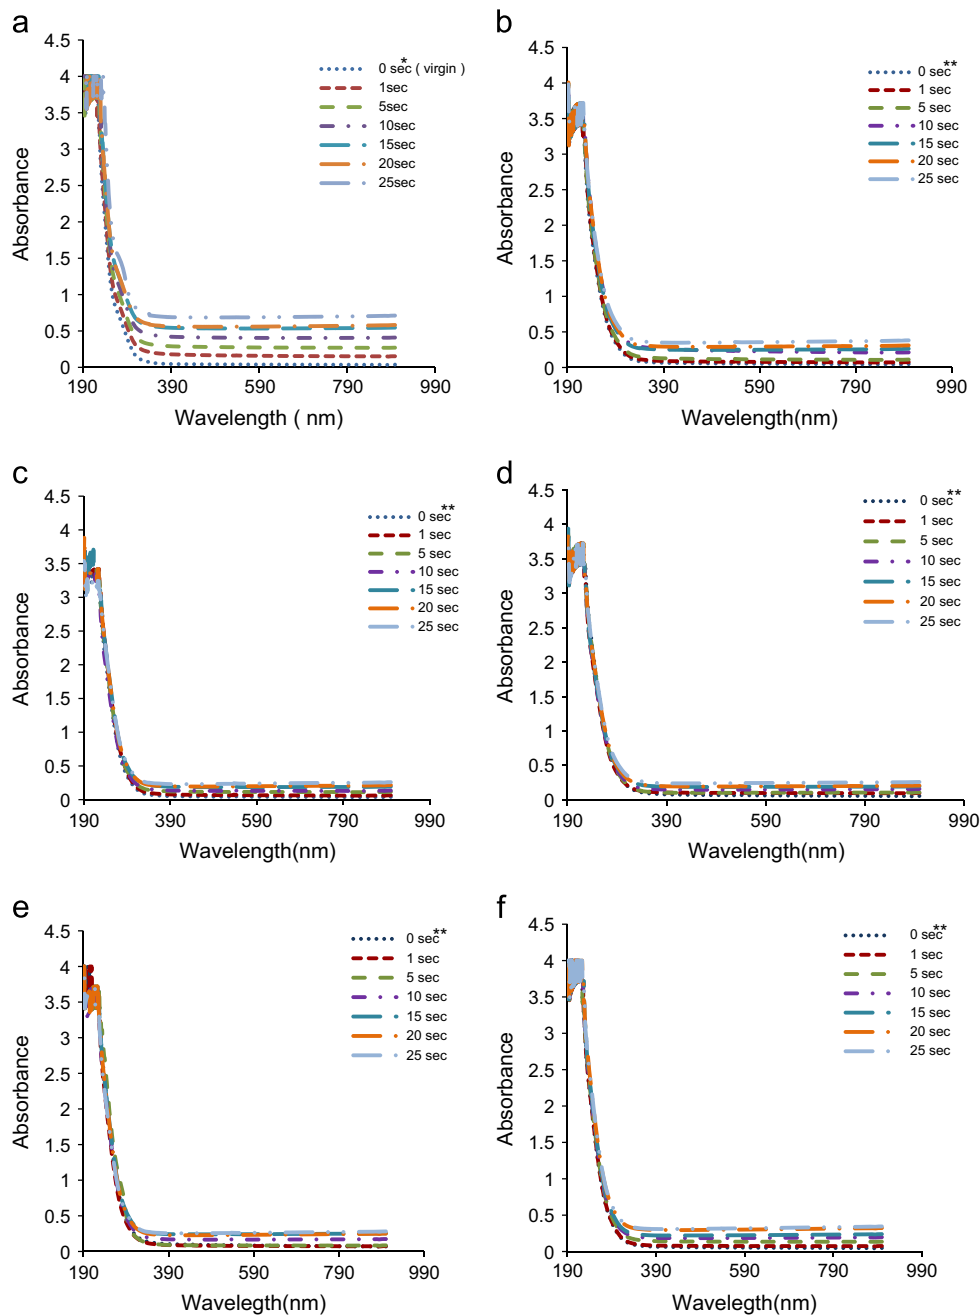 a
4.5
4
3.5
3
2.5
2
1.5
1
0.5
0
Absorbance
190 390 590 790 990
Wavelength ( nm)
0 sec * ( virgin )
1sec
5sec
10sec
15sec
20sec
25sec
b
4.5
4
3.5
3
2.5
2
1.5
1
0.5
0
Absorbance
190 390 590 790 990
Wavelength(nm)
0 sec**
1 sec
5 sec
10 sec
15 sec
20 sec
25 sec
c
4.5
4
3.5
3
2.5
2
1.5
1
0.5
0
Absorbance
190 390 590 790 990
Wavelength(nm)
0 sec**
1 sec
5 sec
10 sec
15 sec
20 sec
25 sec
d
4.5
4
3.5
3
2.5
2
1.5
1
0.5
0
Absorbance
190 390 590 790 990
Wavelength(nm)
0 sec**
1 sec
5 sec
10 sec
15 sec
20 sec
25 sec
e
4.5
4
3.5
3
2.5
2
1.5
1
0.5
0
Absorbance
190 390 590 790 990
Wavelength(nm)
0 sec**
1 sec
5 sec
10 sec
15 sec
20 sec
25 sec
f
4.5
4
3.5
3
2.5
2
1.5
1
0.5
0
Absorbance
190 390 590 790 990
Wavelength(nm)
0 sec**
1 sec
5 sec
10 sec
15 sec
20 sec
25 sec